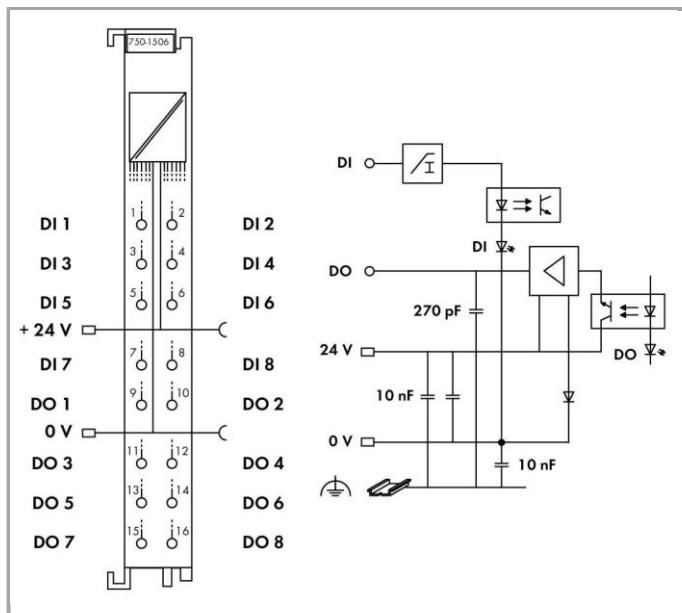 750-1506
DI 1 1 2 DI 2
DI 3 3 4 DI 4
DI 5 5 6 DI 6
+ 24 V
DI 7 7 8 DI 8
DO 1 9 10 DO 2
0 V
DO 3 11 12 DO 4
DO 5 13 14 DO 6
DO 7 15 16 DO 8
DI
I
DI
DO
270 pF
24 V
DO
10 nF
0 V
10 nF